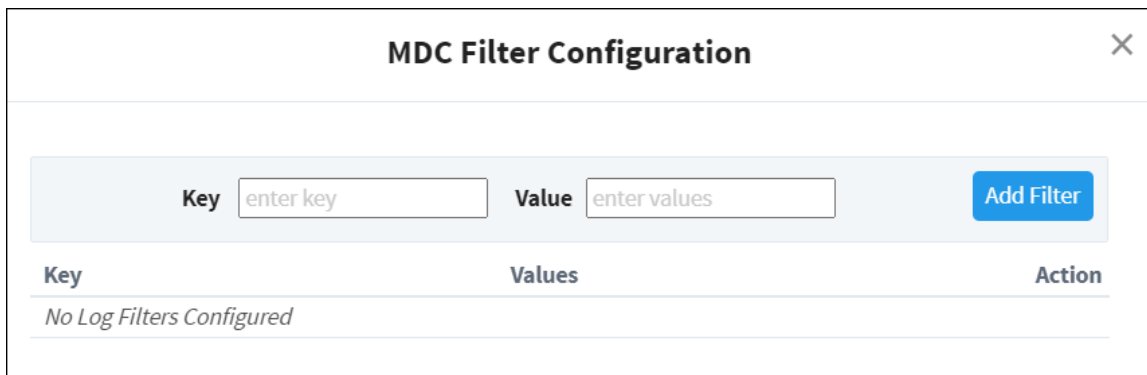 MDC Filter Configuration
Key enter key Value enter values Add Filter
Key Values Action
No Log Filters Configured